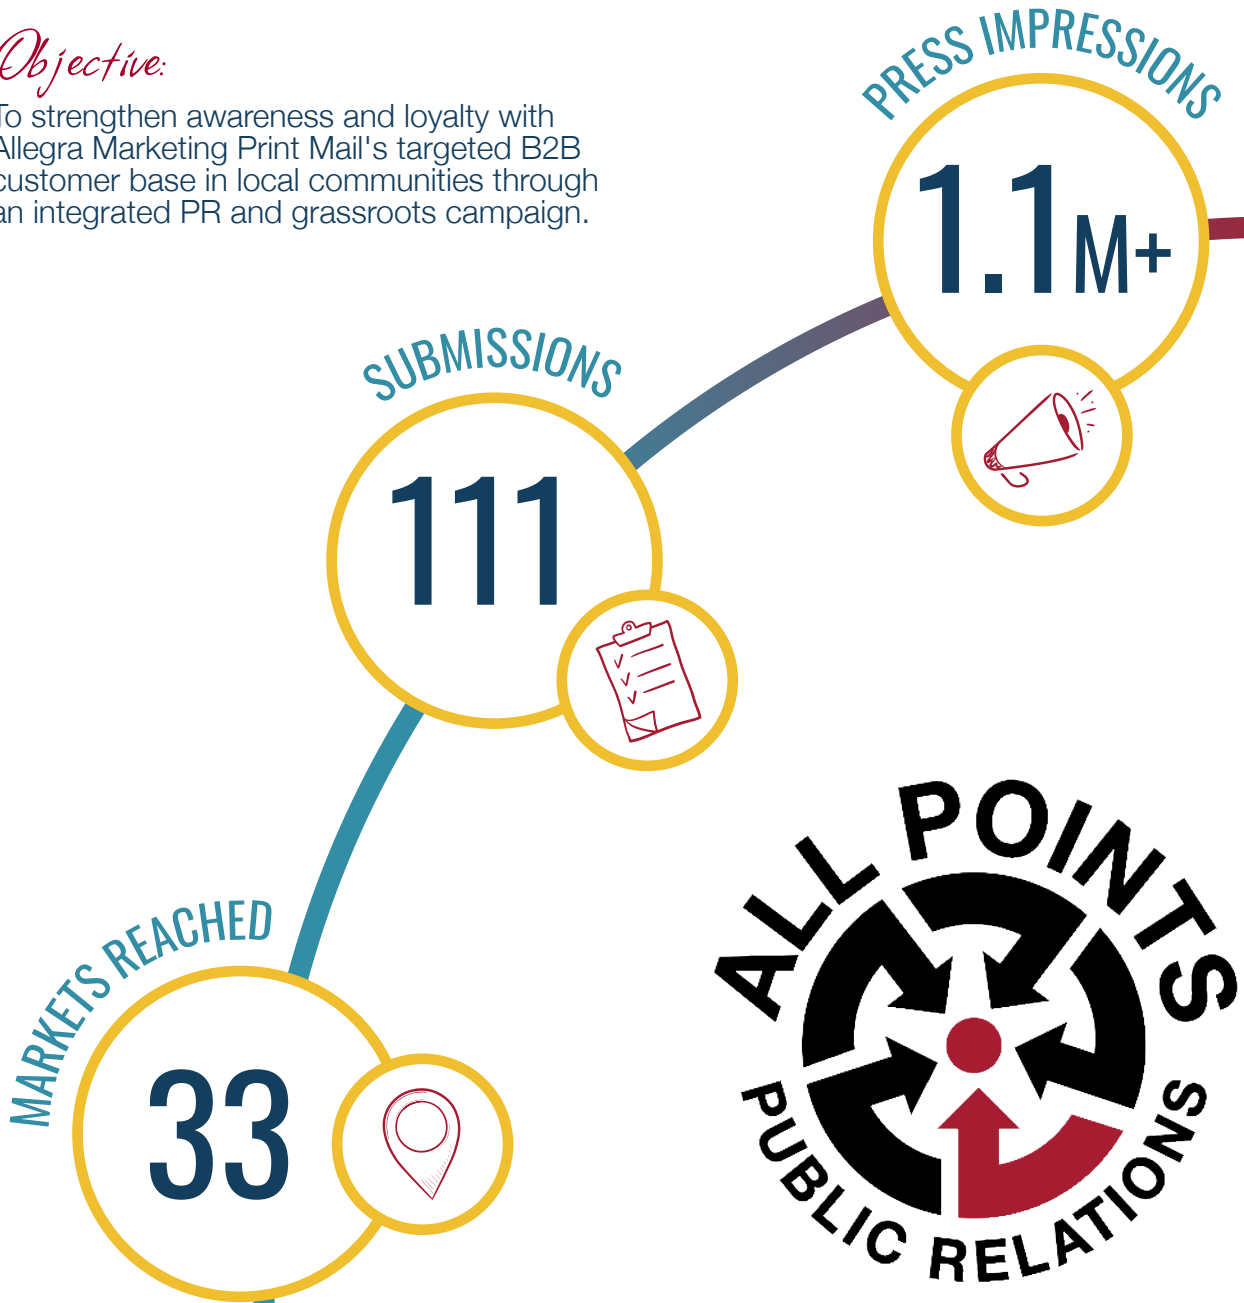 Objective:
To strengthen awareness and loyalty with
Allegra Marketing Print Mail's targeted B2B
customer base in local communities through
an integrated PR and grassroots campaign.
PRESS IMPRESSIONS
1.1M+
SUBMISSIONS
111
MARKETS REACHED
33
ALL POINTS
PUBLIC RELATIONS